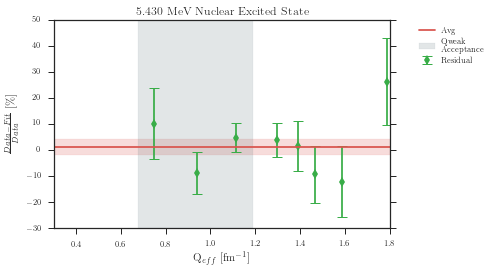 5.430 MeV Nuclear Excited State
50
40
30
20
10
0
−10
−20
−30
Data−Fit
Data
[%]
0.4 0.6 0.8 1.0 1.2 1.4 1.6 1.8
Q_eff [fm⁻¹]
Avg
Qweak
Acceptance
Residual